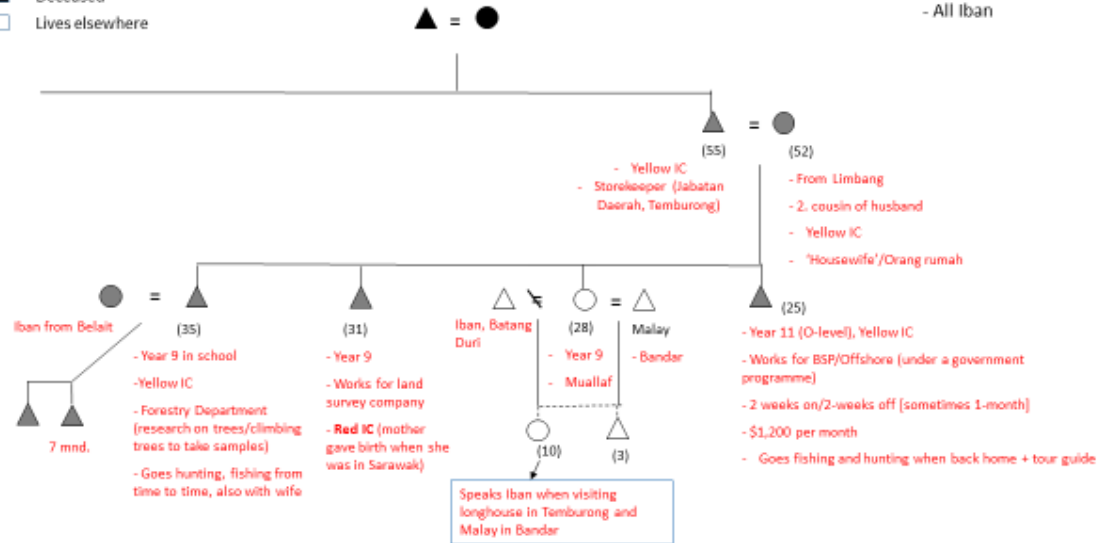 Lives elsewhere
- All Iban
=
=
(55)
(52)
- Yellow IC
- Storekeeper (Jabatan
Daerah, Temburong)
- From Limbang
- 2. cousin of husband
- Yellow IC
- 'Housewife'/Orang rumah
=
=
=
Iban from Belait
(35)
(31)
Iban, Batang
Duri
(28)
Malay
(25)
- Year 9 in school
-Yellow IC
- Forestry Department
(research on trees/climbing
trees to take samples)
- Goes hunting, fishing from
time to time, also with wife
7 mnd.
- Year 9
- Works for land
survey company
- Red IC (mother
gave birth when she
was in Sarawak)
- Year 9
- Muallaf
- Bandar
- Year 11 (O-level), Yellow IC
- Works for BSP/Offshore (under a government
programme)
- 2 weeks on/2-weeks off [sometimes 1-month]
- $1,200 per month
- Goes fishing and hunting when back home + tour guide
(10)
(3)
Speaks Iban when visiting
longhouse in Temburong and
Malay in Bandar